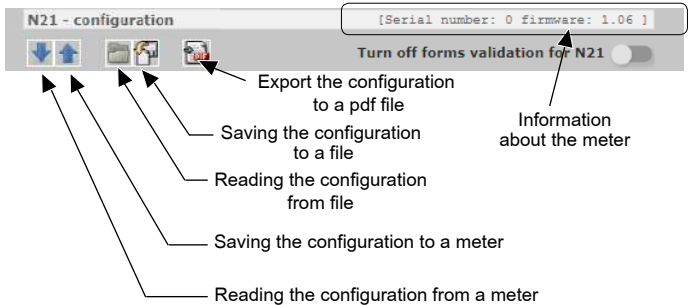 N21 - configuration
[Serial number: 0 firmware: 1.06 ]
Turn off forms validation for N21
PDF
Export the configuration
to a pdf file
Information
about the meter
Saving the configuration
to a file
Reading the configuration
from file
Saving the configuration to a meter
Reading the configuration from a meter